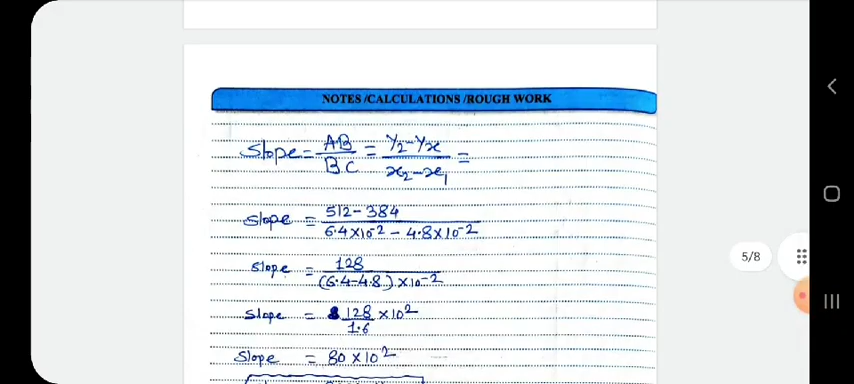 NOTES /CALCULATIONS /ROUGH WORK
Slope = AB/BC = Y2-Yx/x2-x1 =
Slope = 512-384/6.4×10-2 - 4.8×10-2
5/8
slope = 128/(6.4-4.8)×10-2
slope = 128/1.6 ×102
Slope = 80×102